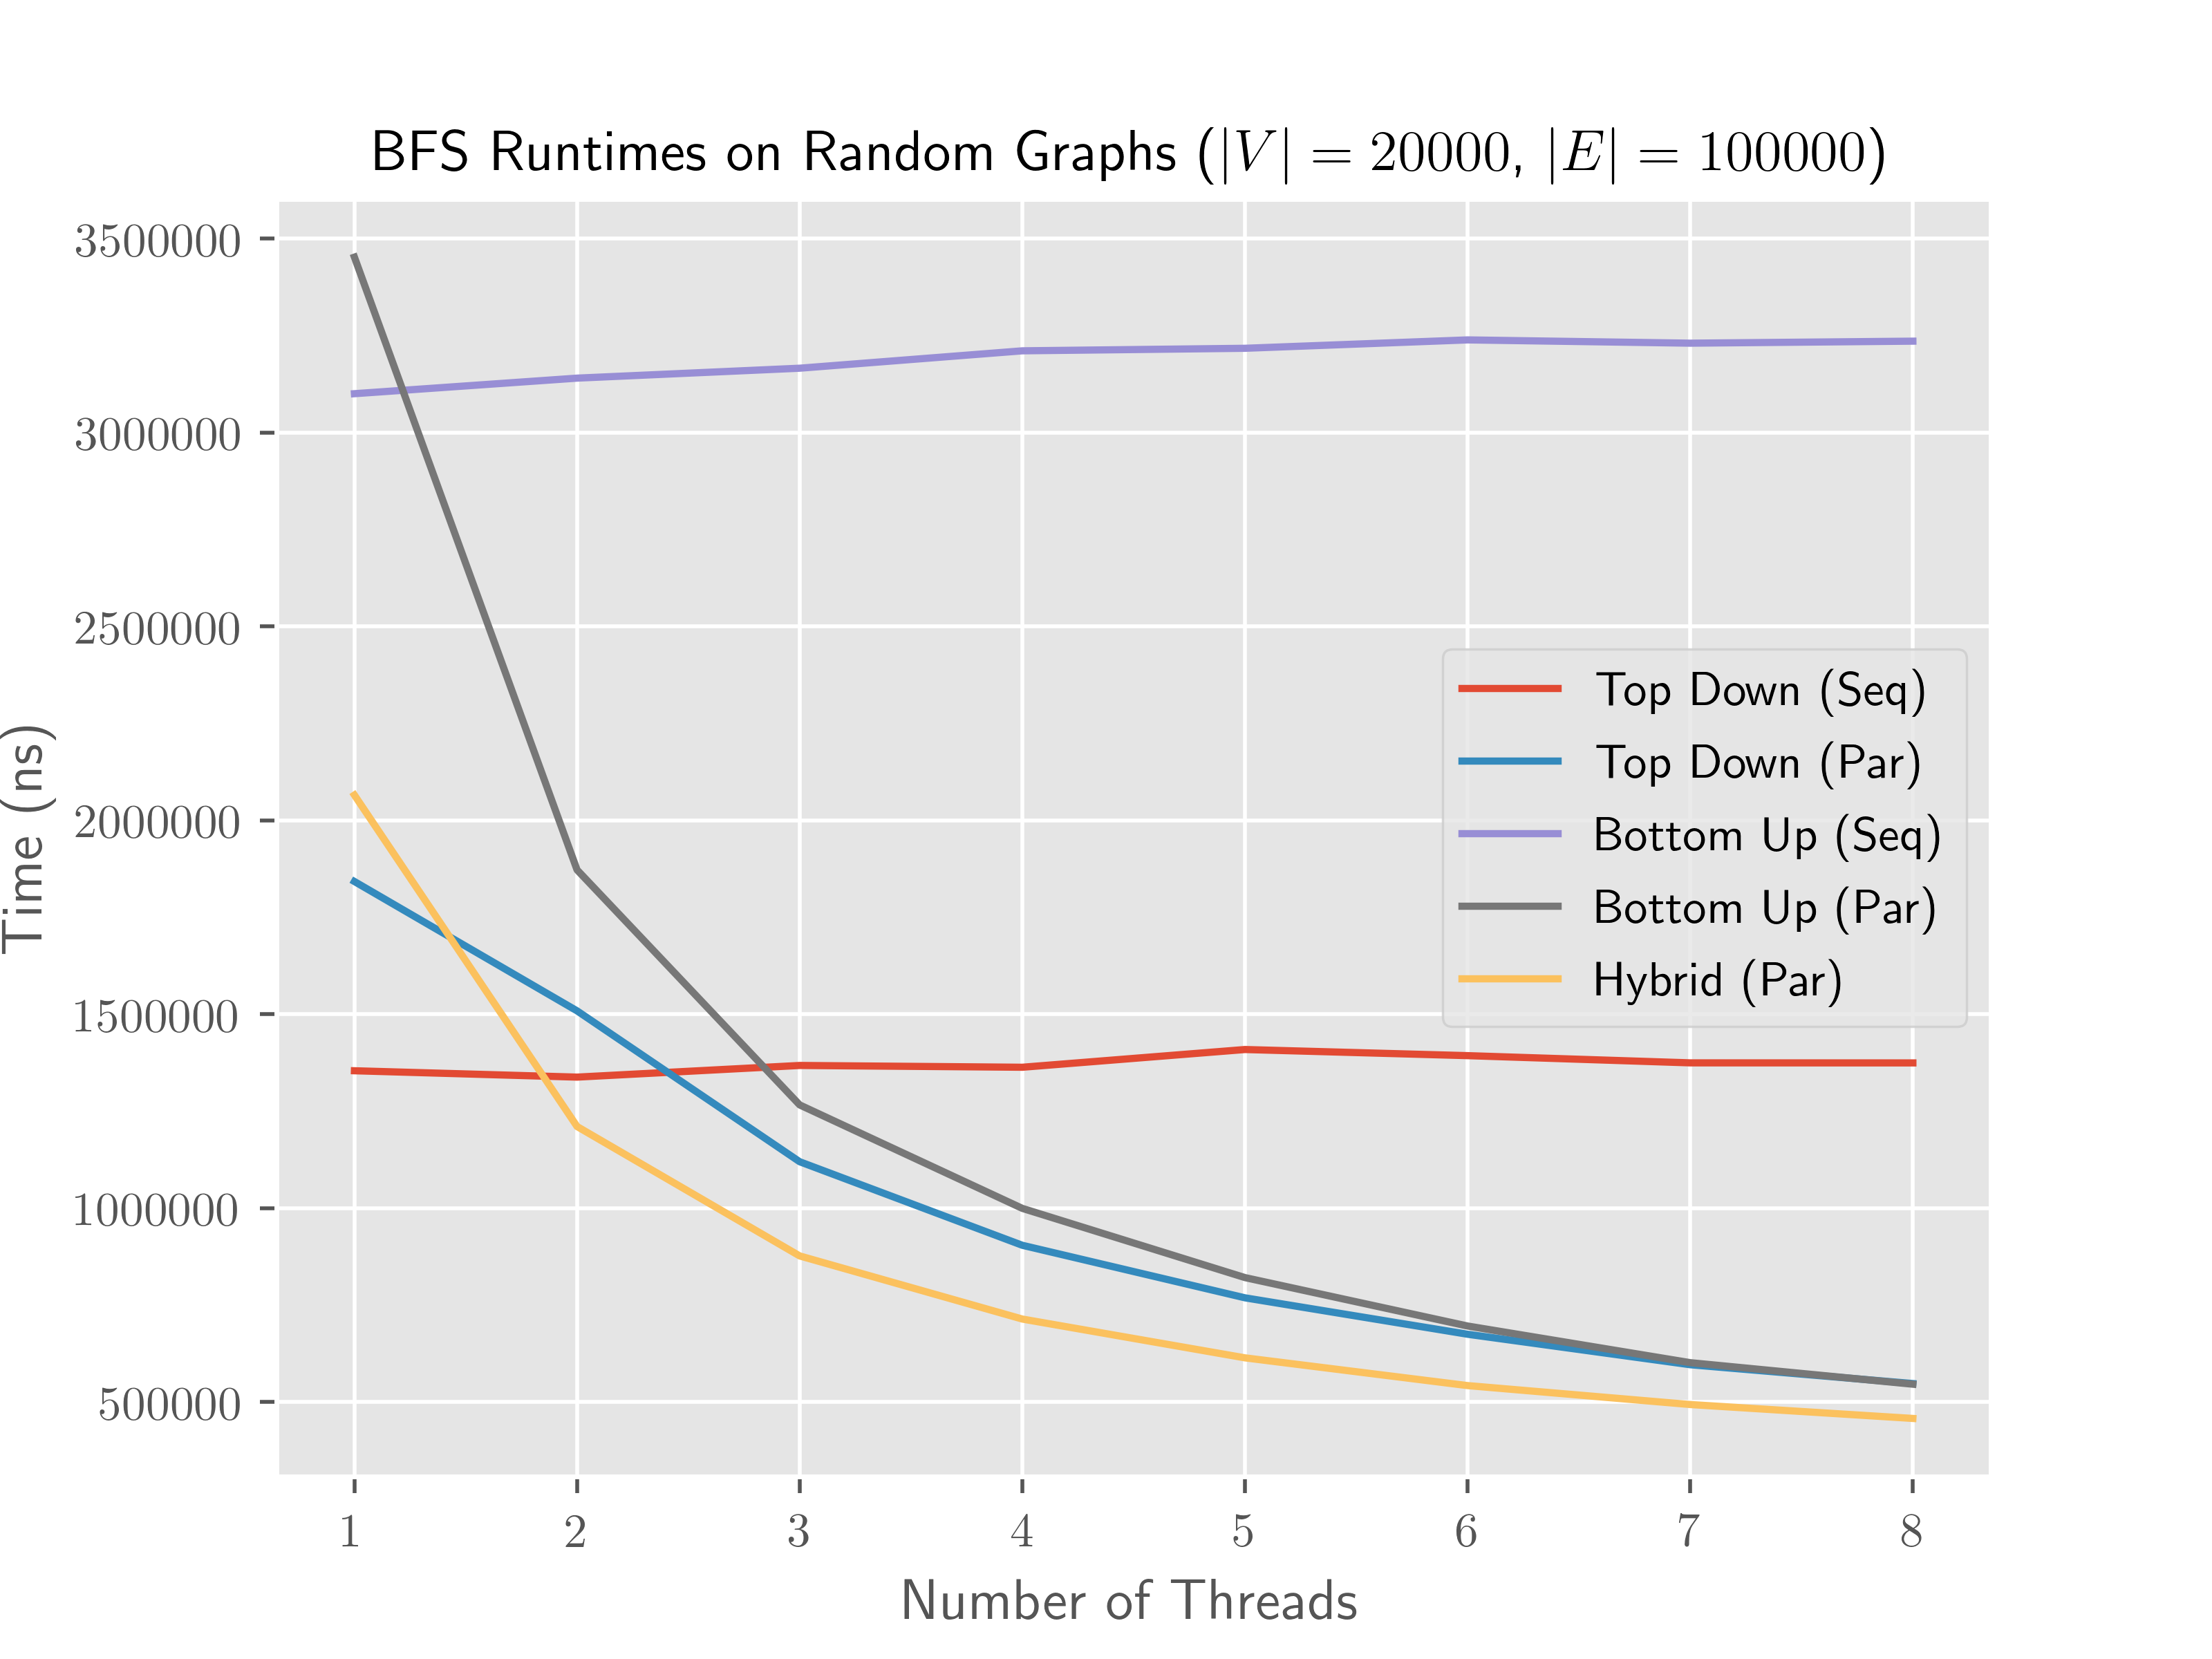 BFS Runtimes on Random Graphs (|V| = 20000, |E| = 100000)
3500000
3000000
2500000
2000000
1500000
1000000
500000
Time (ns)
Top Down (Seq)
Top Down (Par)
Bottom Up (Seq)
Bottom Up (Par)
Hybrid (Par)
1 2 3 4 5 6 7 8
Number of Threads